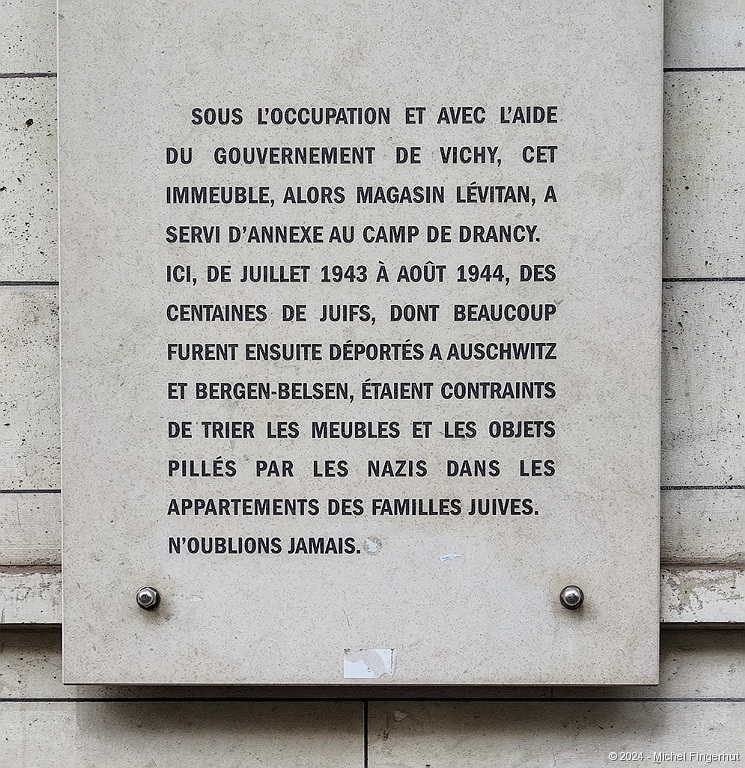 SOUS L'OCCUPATION ET AVEC L'AIDE
DU GOUVERNEMENT DE VICHY, CET
IMMEUBLE, ALORS MAGASIN LÉVITAN, A
SERVI D'ANNEXE AU CAMP DE DRANCY.
ICI, DE JUILLET 1943 À AOÛT 1944, DES
CENTAINES DE JUIFS, DONT BEAUCOUP
FURENT ENSUITE DÉPORTÉS A AUSCHWITZ
ET BERGEN-BELSEN, ÉTAIENT CONTRAINTS
DE TRIER LES MEUBLES ET LES OBJETS
PILLÉS PAR LES NAZIS DANS LES
APPARTEMENTS DES FAMILLES JUIVES.
N'OUBLIONS JAMAIS.
© 2024 - Michel Fingerhut